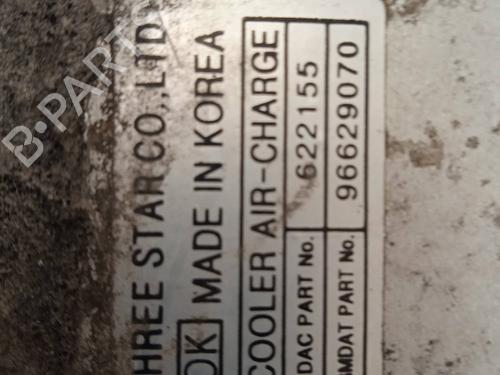 HREE STAR CO.,LTD
OK MADE IN KOREA
COOLER AIR-CHARGE
DAC PART No. 622155
GMDAT PART No. 96629070
B-PARTS